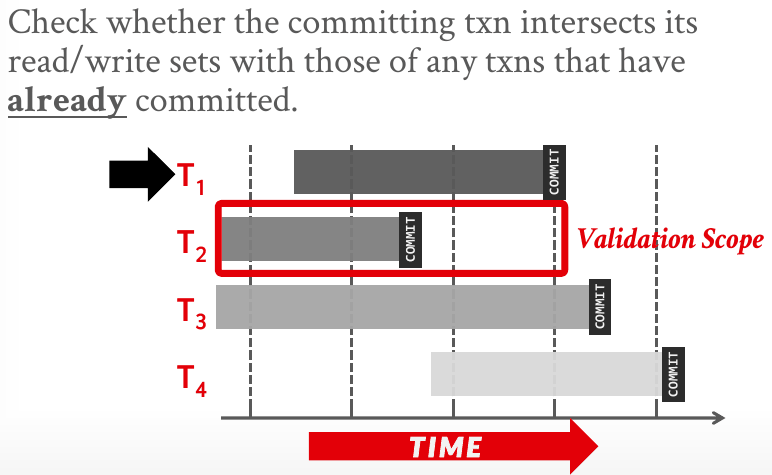 Check whether the committing txn intersects its
read/write sets with those of any txns that have
already committed.
T1
COMMIT
T2
COMMIT
Validation Scope
T3
COMMIT
T4
COMMIT
TIME